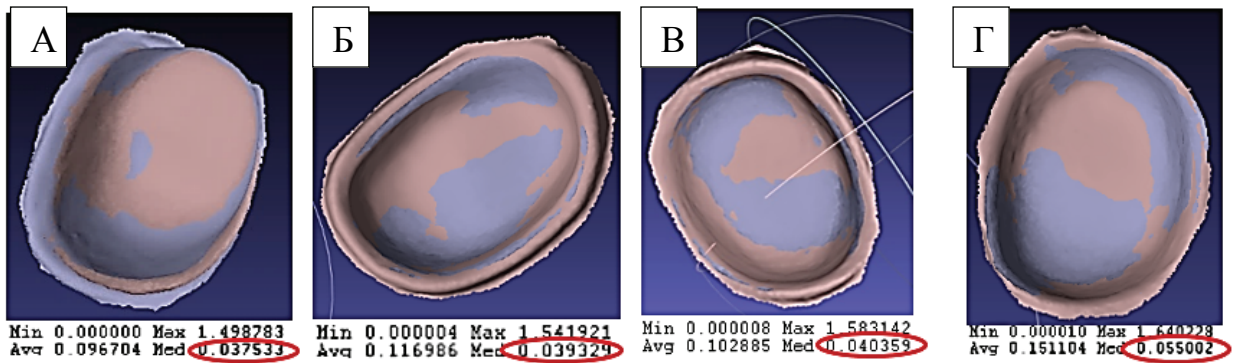 А
Min 0.000000 Max 1.498783
Avg 0.096704 Med 0.037533
Б
Min 0.000004 Max 1.541921
Avg 0.116986 Med 0.039329
В
Min 0.000008 Max 1.583142
Avg 0.102885 Med 0.040359
Г
Min 0.000010 Max 1.640228
Avg 0.151104 Med 0.055002